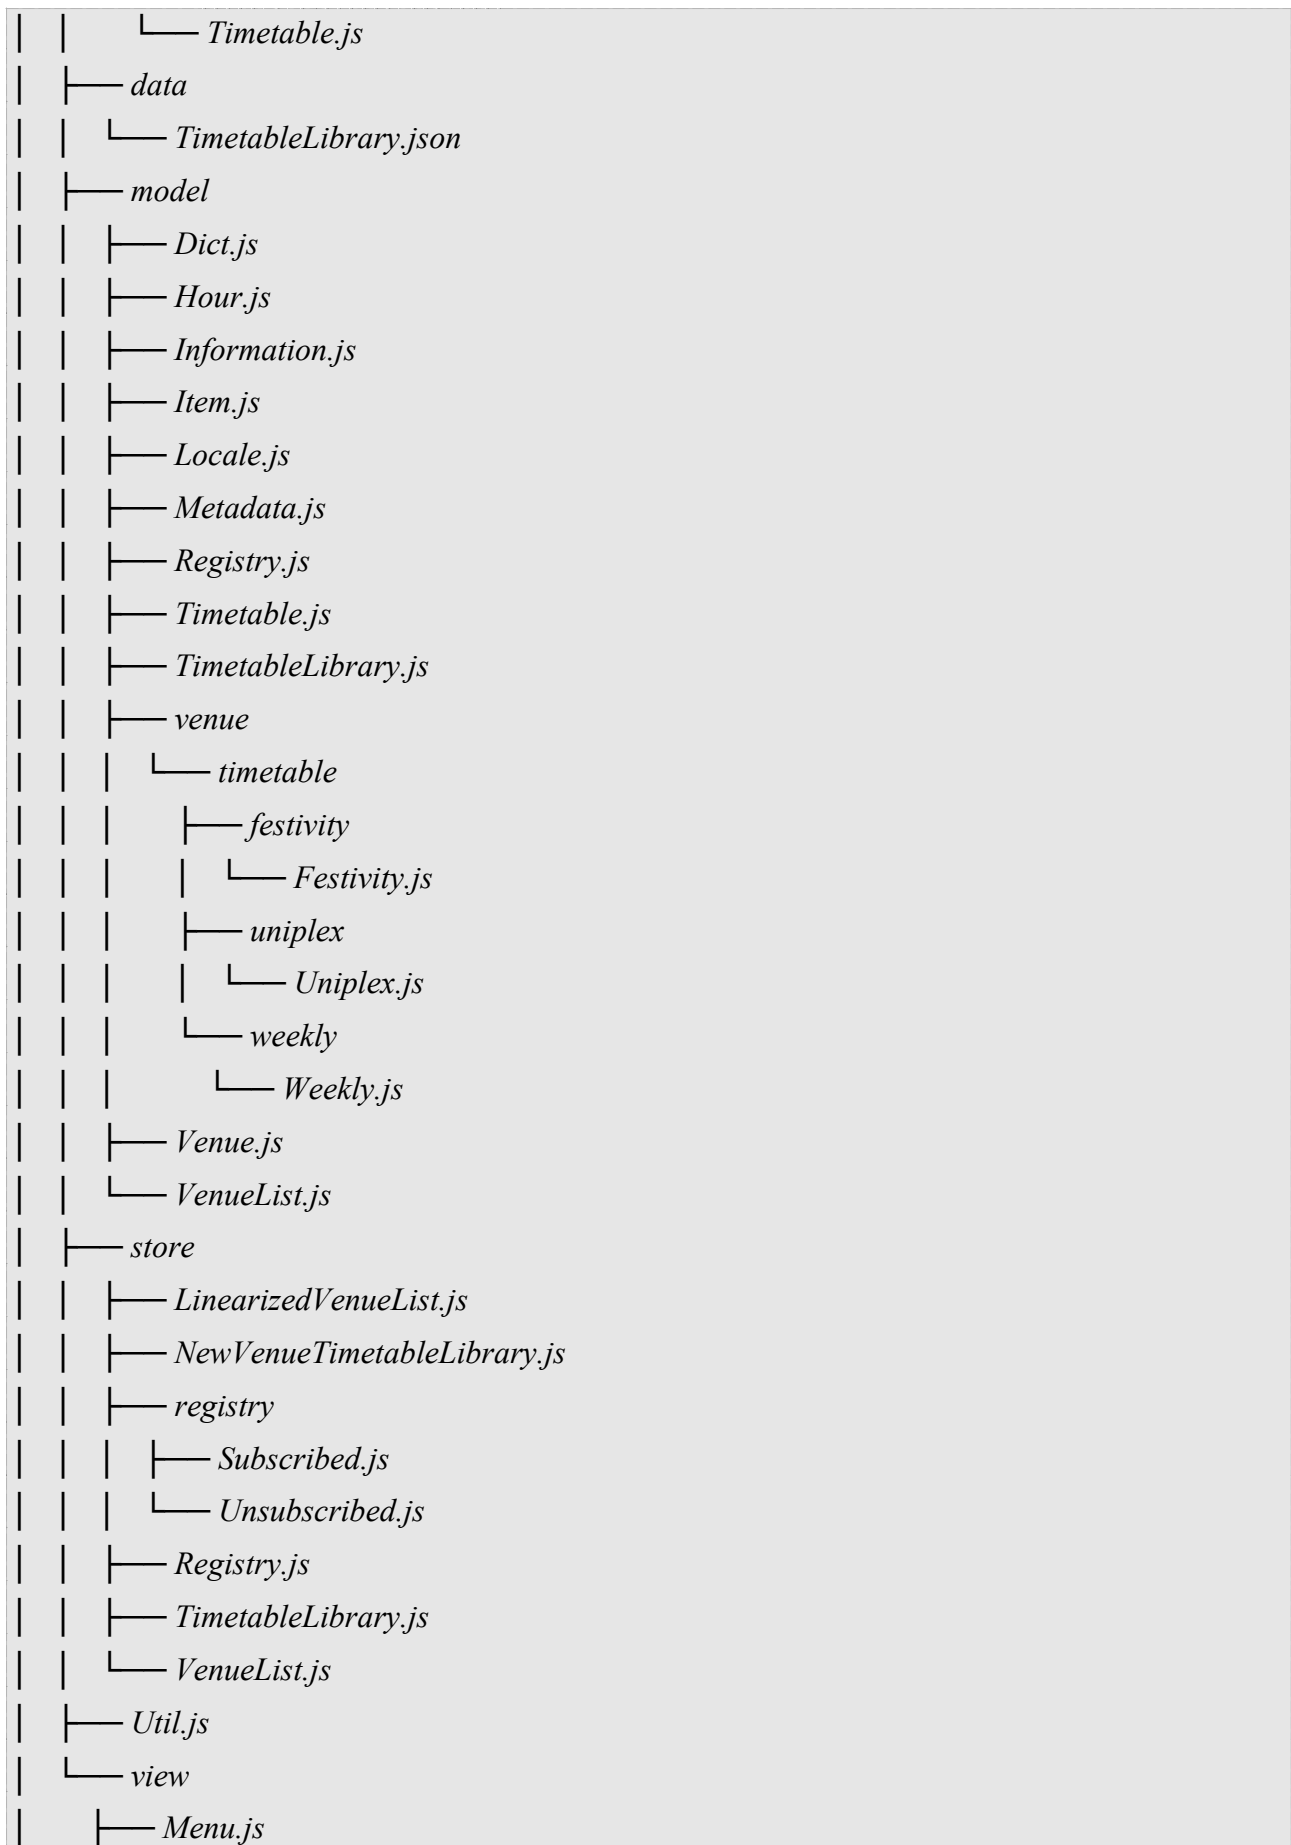 │   │       └── Timetable.js
│   ├── data
│   │   └── TimetableLibrary.json
│   ├── model
│   │   ├── Dict.js
│   │   ├── Hour.js
│   │   ├── Information.js
│   │   ├── Item.js
│   │   ├── Locale.js
│   │   ├── Metadata.js
│   │   ├── Registry.js
│   │   ├── Timetable.js
│   │   ├── TimetableLibrary.js
│   │   ├── venue
│   │   │   └── timetable
│   │   │       ├── festivity
│   │   │       │   └── Festivity.js
│   │   │       ├── uniplex
│   │   │       │   └── Uniplex.js
│   │   │       └── weekly
│   │   │           └── Weekly.js
│   │   ├── Venue.js
│   │   └── VenueList.js
│   ├── store
│   │   ├── LinearizedVenueList.js
│   │   ├── NewVenueTimetableLibrary.js
│   │   ├── registry
│   │   │   ├── Subscribed.js
│   │   │   └── Unsubscribed.js
│   │   ├── Registry.js
│   │   ├── TimetableLibrary.js
│   │   └── VenueList.js
│   ├── Util.js
│   └── view
│       ├── Menu.js